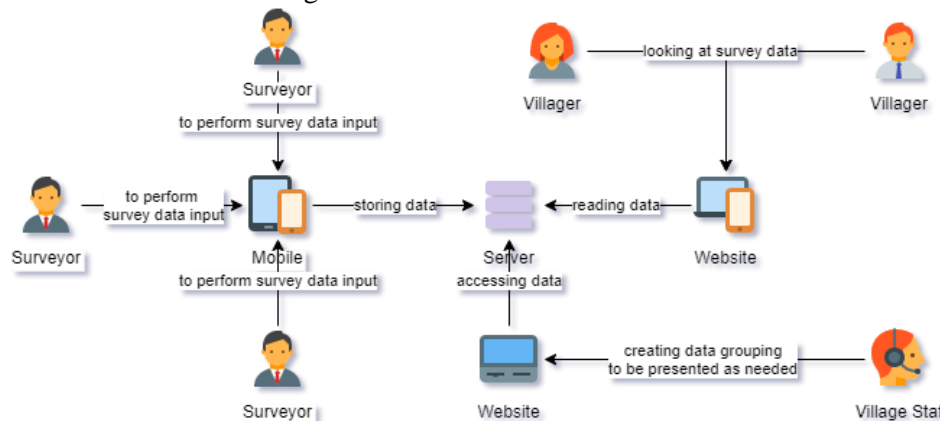 Surveyor
to perform survey data input
looking at survey data
Villager
Villager
to perform
survey data input
Surveyor
storing data
reading data
Mobile
Server
Website
to perform survey data input
accessing data
creating data grouping
to be presented as needed
Surveyor
Website
Village Staf